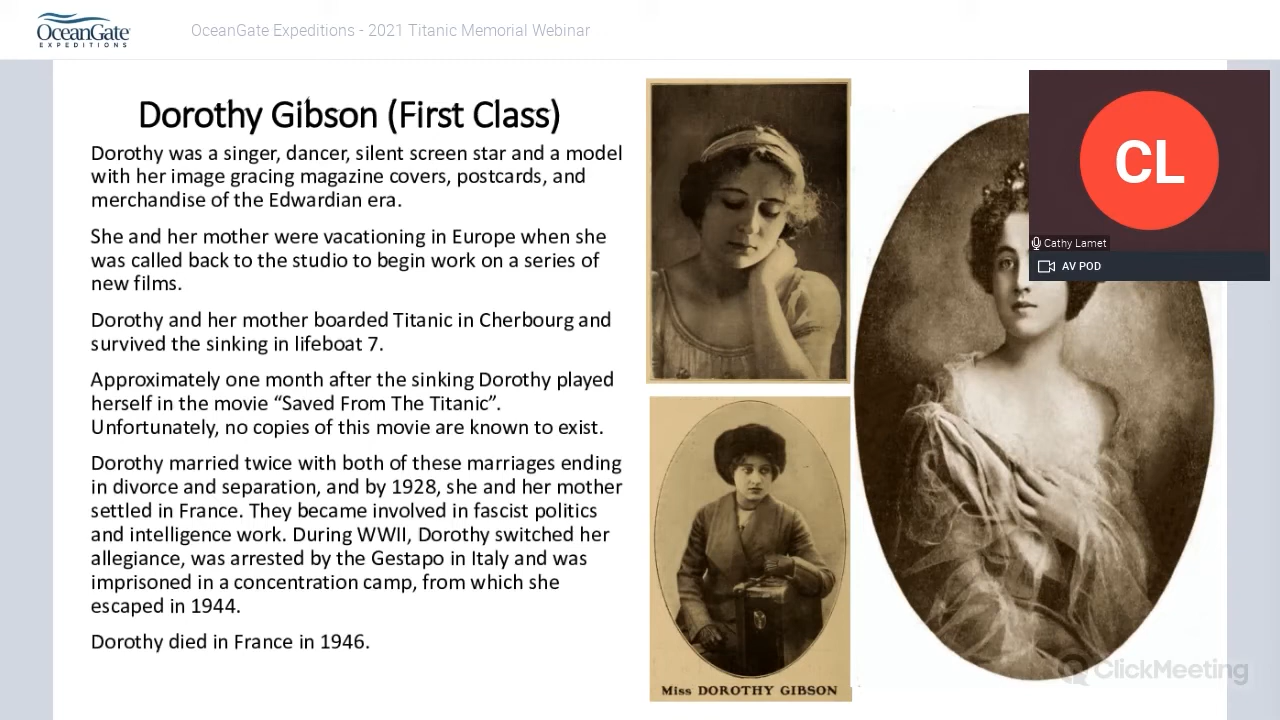 OceanGate
EXPEDITIONS
OceanGate Expeditions - 2021 Titanic Memorial Webinar
Dorothy Gibson (First Class)
Dorothy was a singer, dancer, silent screen star and a model
with her image gracing magazine covers, postcards, and
merchandise of the Edwardian era.
She and her mother were vacationing in Europe when she
was called back to the studio to begin work on a series of
new films.
Dorothy and her mother boarded Titanic in Cherbourg and
survived the sinking in lifeboat 7.
Approximately one month after the sinking Dorothy played
herself in the movie “Saved From The Titanic”.
Unfortunately, no copies of this movie are known to exist.
Dorothy married twice with both of these marriages ending
in divorce and separation, and by 1928, she and her mother
settled in France. They became involved in fascist politics
and intelligence work. During WWII, Dorothy switched her
allegiance, was arrested by the Gestapo in Italy and was
imprisoned in a concentration camp, from which she
escaped in 1944.
Dorothy died in France in 1946.
Miss DOROTHY GIBSON
CL
Cathy Lamet
AV POD
ClickMeeting